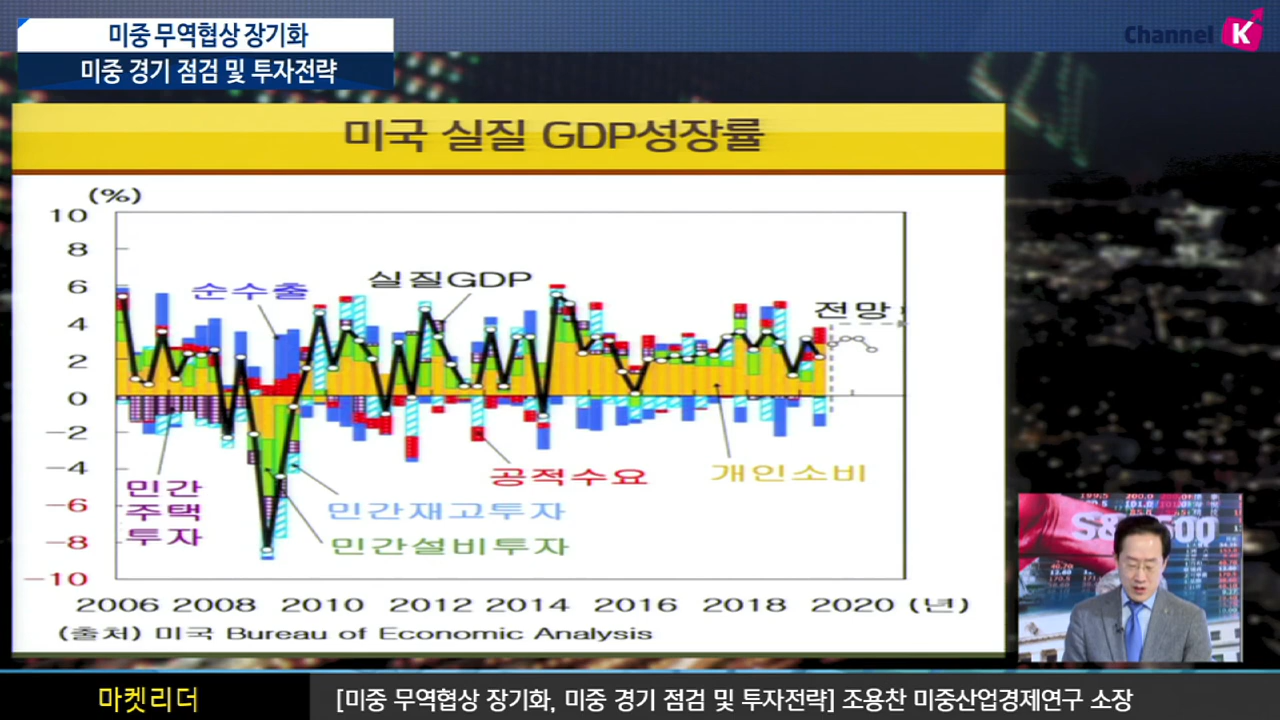 미중 무역협상 장기화
미중 경기 점검 및 투자전략
Channel K
미국 실질 GDP성장률
(%)
10
8
6
4
2
0
-2
-4
-6
-8
-10
순수출
실질GDP
전망
공적수요
개인소비
민간
주택
투자
민간재고투자
민간설비투자
2006 2008 2010 2012 2014 2016 2018 2020 (년)
(출처) 미국 Bureau of Economic Analysis
마켓리더
[미중 무역협상 장기화, 미중 경기 점검 및 투자전략] 조용찬 미중산업경제연구 소장